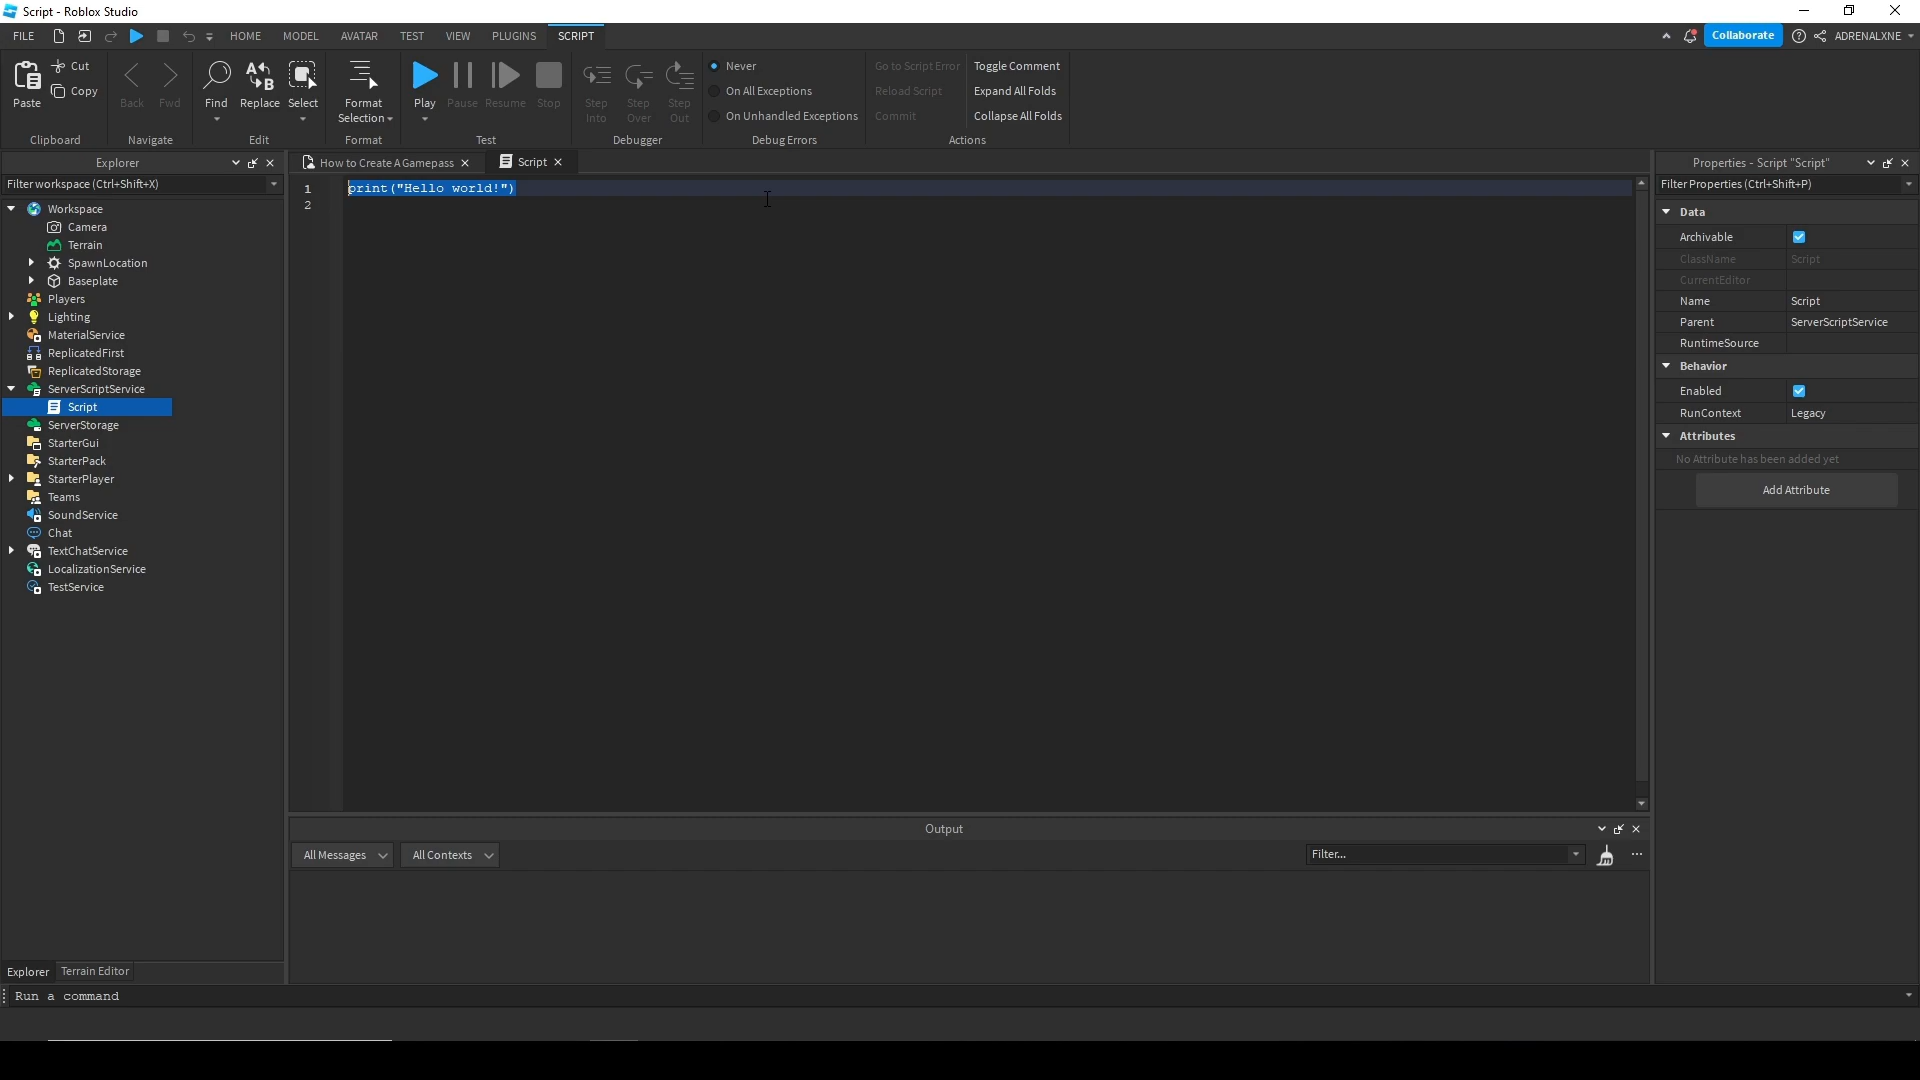 Script - Roblox Studio
FILE HOME MODEL AVATAR TEST VIEW PLUGINS SCRIPT Collaborate ADRENALXNE
Paste Cut Copy Clipboard
Back Fwd Navigate
Find Replace Select Edit
Format Selection Format
Play Pause Resume Stop Test
Step Into Step Over Step Out Debugger
Never
On All Exceptions
On Unhandled Exceptions
Debug Errors
Go to Script Error
Reload Script
Commit
Toggle Comment
Expand All Folds
Collapse All Folds
Actions
Explorer
Filter workspace (Ctrl+Shift+X)
Workspace
Camera
Terrain
SpawnLocation
Baseplate
Players
Lighting
MaterialService
ReplicatedFirst
ReplicatedStorage
ServerScriptService
Script
ServerStorage
StarterGui
StarterPack
StarterPlayer
Teams
SoundService
Chat
TextChatService
LocalizationService
TestService
Explorer Terrain Editor
How to Create A Gamepass Script
1 print("Hello world!")
2
Output
All Messages All Contexts Filter...
Properties - Script "Script"
Filter Properties (Ctrl+Shift+P)
Data
Archivable
ClassName Script
CurrentEditor
Name Script
Parent ServerScriptService
RuntimeSource
Behavior
Enabled
RunContext Legacy
Attributes
No Attribute has been added yet
Add Attribute
Run a command